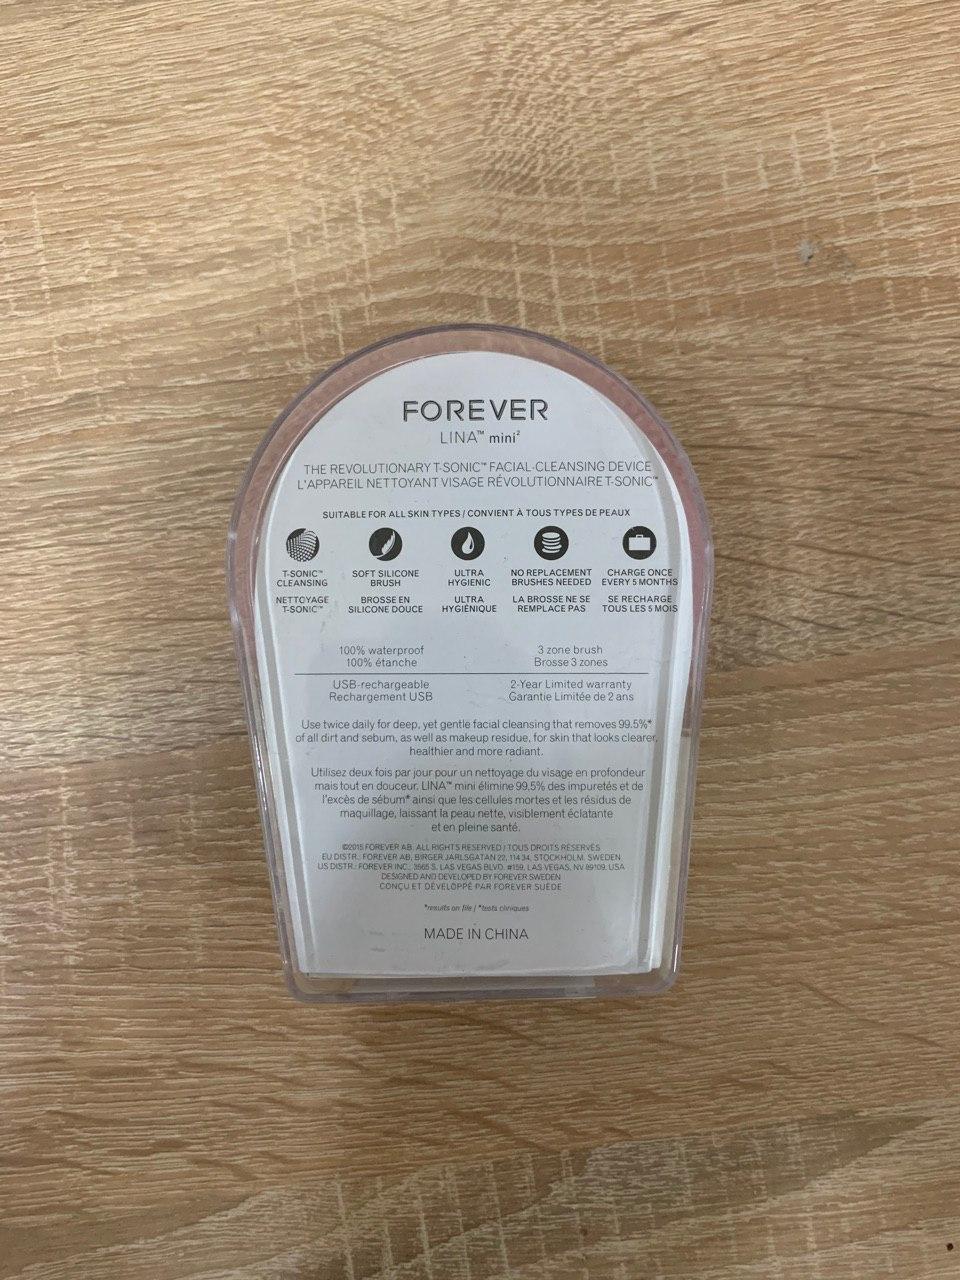 FOREVER
LINA™ mini²
THE REVOLUTIONARY T-SONIC™ FACIAL-CLEANSING DEVICE
L'APPAREIL NETTOYANT VISAGE RÉVOLUTIONNAIRE T-SONIC™
SUITABLE FOR ALL SKIN TYPES / CONVIENT À TOUS TYPES DE PEAUX
T-SONIC™
CLEANSING
NETTOYAGE
T-SONIC™
SOFT SILICONE
BRUSH
BROSSE EN
SILICONE DOUCE
ULTRA
HYGIENIC
ULTRA
HYGIÉNIQUE
NO REPLACEMENT
BRUSHES NEEDED
LA BROSSE NE SE
REMPLACE PAS
CHARGE ONCE
EVERY 5 MONTHS
SE RECHARGE
TOUS LES 5 MOIS
100% waterproof
100% étanche
3 zone brush
Brosse 3 zones
USB-rechargeable
Rechargement USB
2-Year Limited warranty
Garantie Limitée de 2 ans
Use twice daily for deep, yet gentle facial cleansing that removes 99.5%*
of all dirt and sebum, as well as makeup residue, for skin that looks clearer,
healthier and more radiant.
Utilisez deux fois par jour pour un nettoyage du visage en profondeur
mais tout en douceur. LINA™ mini élimine 99,5% des impuretés et de
l'excès de sébum* ainsi que les cellules mortes et les résidus de
maquillage, laissant la peau nette, visiblement éclatante
et en pleine santé.
©2015 FOREVER AB. ALL RIGHTS RESERVED / TOUS DROITS RÉSERVÉS
EU DISTR.: FOREVER AB, BIRGER JARLSGATAN 22, 114 34, STOCKHOLM. SWEDEN
US DISTR.: FOREVER INC., 3565 S. LAS VEGAS BLVD. #159, LAS VEGAS, NV 89109, USA
DESIGNED AND DEVELOPED BY FOREVER SWEDEN
CONÇU ET DÉVELOPPÉ PAR FOREVER SUÈDE
*results on file / *tests cliniques
MADE IN CHINA